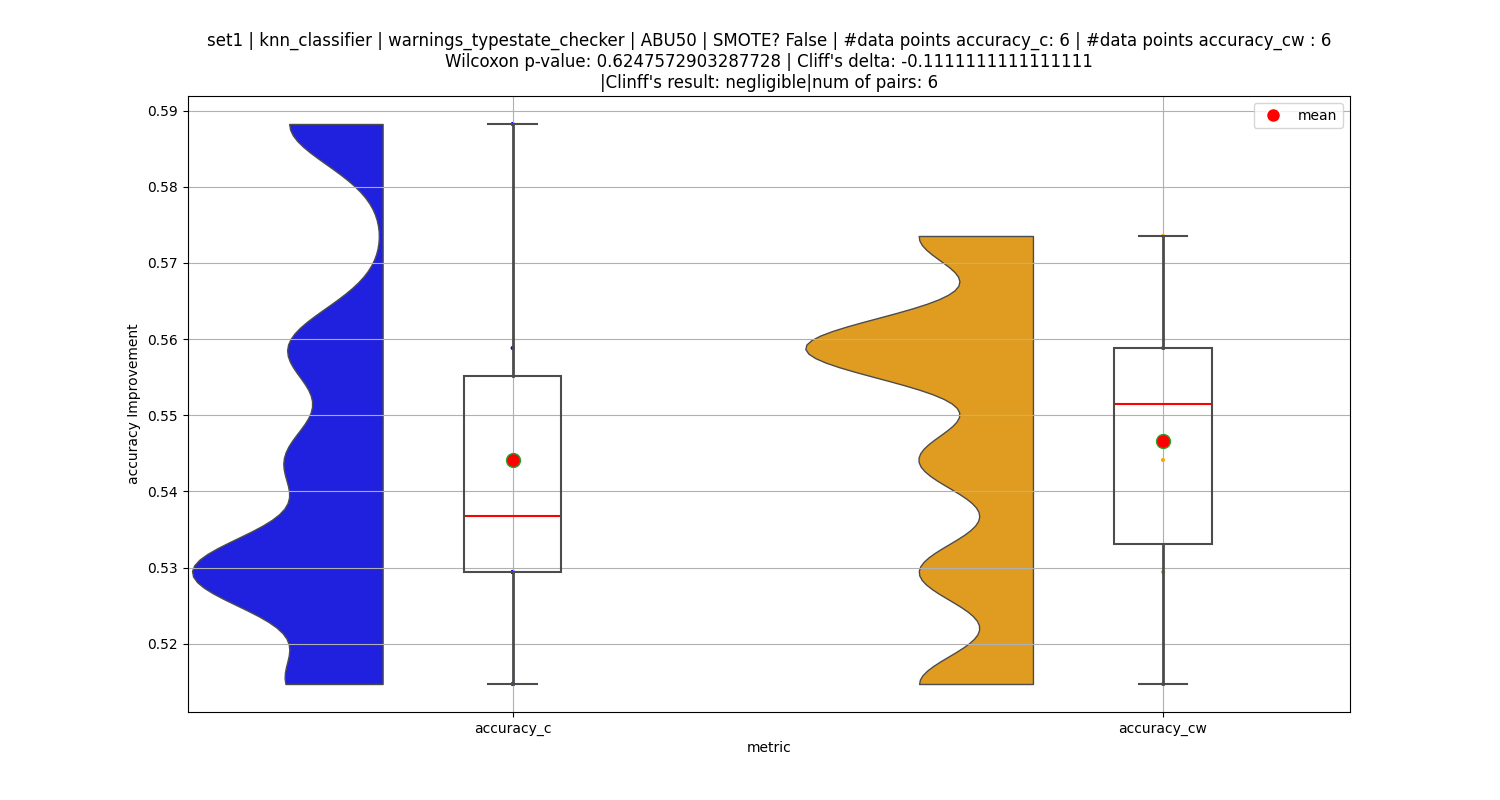 set1 | knn_classifier | warnings_typestate_checker | ABU50 | SMOTE? False | #data points accuracy_c: 6 | #data points accuracy_cw : 6
Wilcoxon p-value: 0.6247572903287728 | Cliff's delta: -0.1111111111111111
|Clinff's result: negligible|num of pairs: 6
mean
0.59
0.58
0.57
0.56
0.55
0.54
0.53
0.52
accuracy Improvement
accuracy_c
accuracy_cw
metric